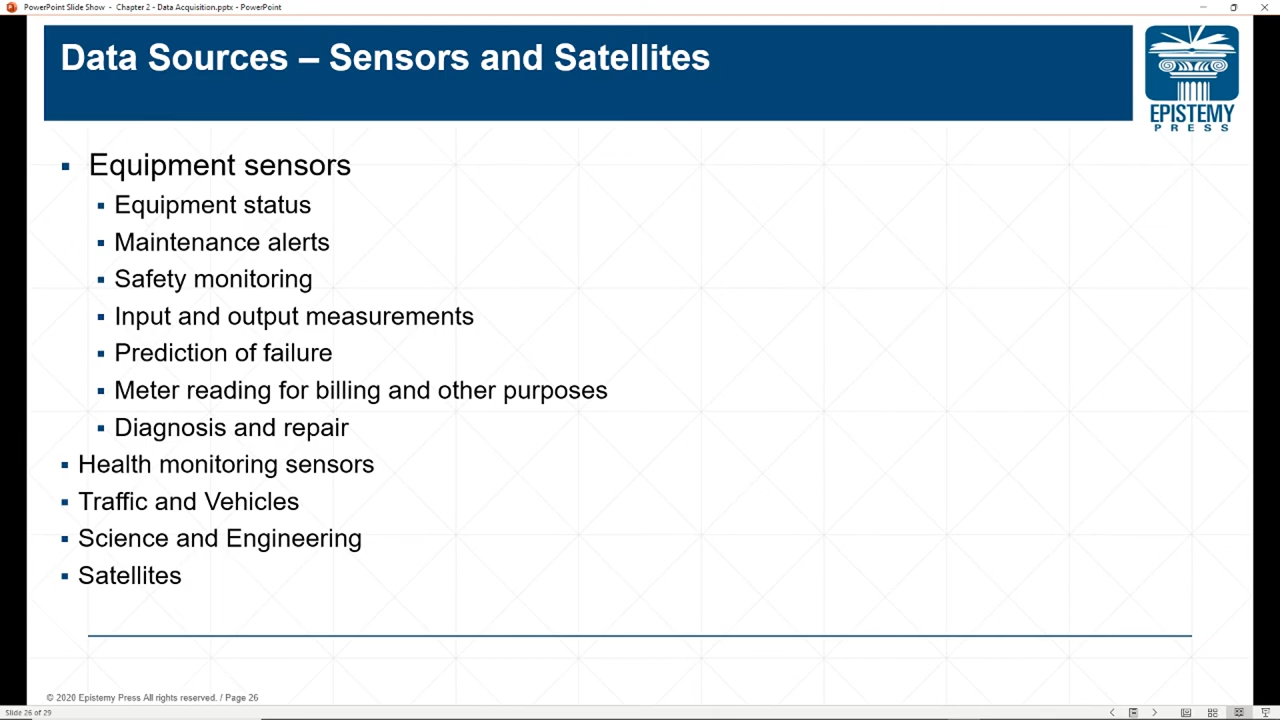 PowerPoint Slide Show - Chapter 2 - Data Acquisition.pptx - PowerPoint
Data Sources – Sensors and Satellites
EPISTEMY
PRESS
Equipment sensors
Equipment status
Maintenance alerts
Safety monitoring
Input and output measurements
Prediction of failure
Meter reading for billing and other purposes
Diagnosis and repair
Health monitoring sensors
Traffic and Vehicles
Science and Engineering
Satellites
© 2020 Epistemy Press All rights reserved. / Page 26
Slide 26 of 29